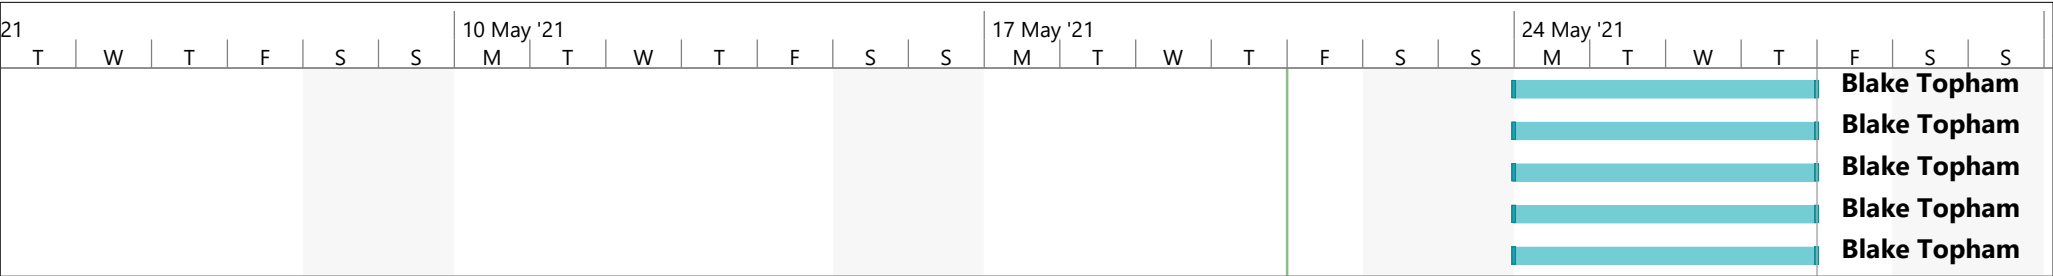 21 10 May '21 17 May '21 24 May '21
T W T F S S M T W T F S S M T W T F S S M T W T F S S
Blake Topham
Blake Topham
Blake Topham
Blake Topham
Blake Topham